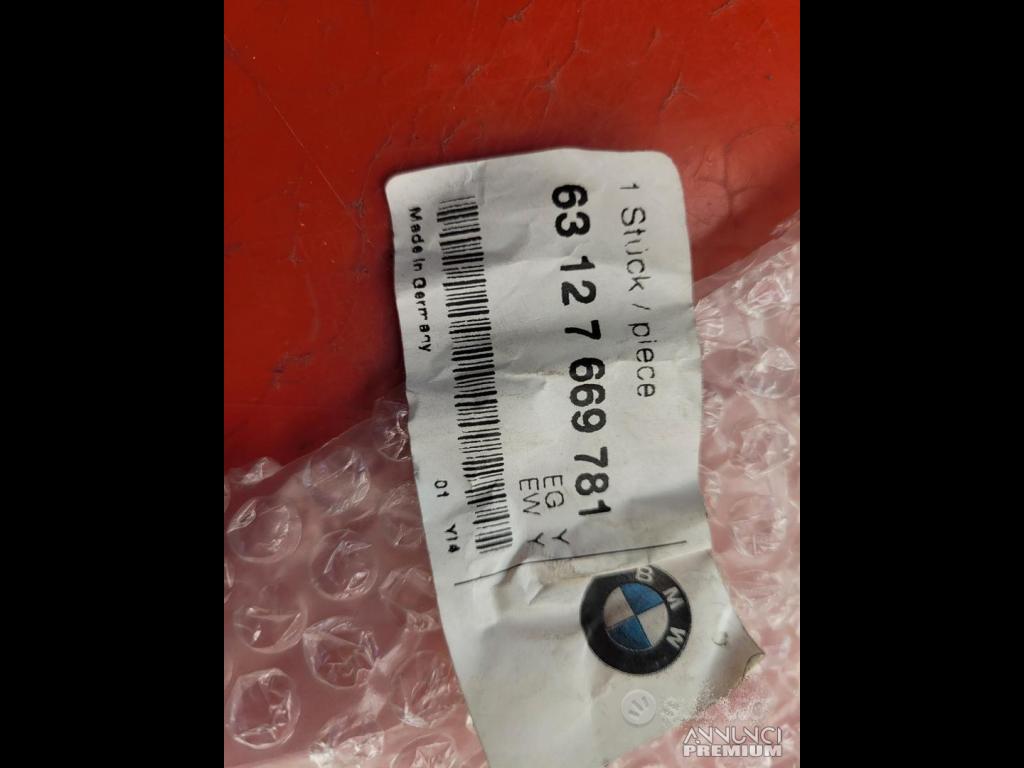 1 Stück / piece
63 12 7 669 781
EG Y
EW Y
Made in Germany
01 Y14
BMW
ANNUNCI
PREMIUM